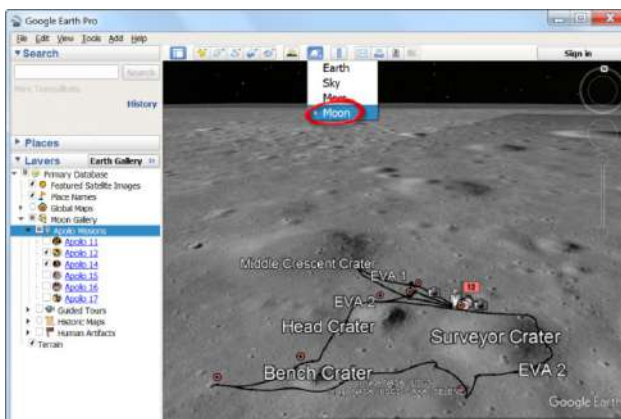 Google Earth Pro
File Edit View Tools Add Help
Search
Sign in
Search
History
Places
Layers
Earth Gallery
Primary Database
Featured Satellite Images
Place Names
Global Maps
Moon Gallery
Apollo Missions
Apollo 11
Apollo 12
Apollo 14
Apollo 15
Apollo 16
Apollo 17
Guided Tours
Historic Maps
Human Artifacts
Terrain
Earth
Sky
Mars
Moon
N
Middle Crescent Crater
EVA 1
12
EVA 2
Head Crater
Surveyor Crater
Bench Crater
EVA 2
Google Earth